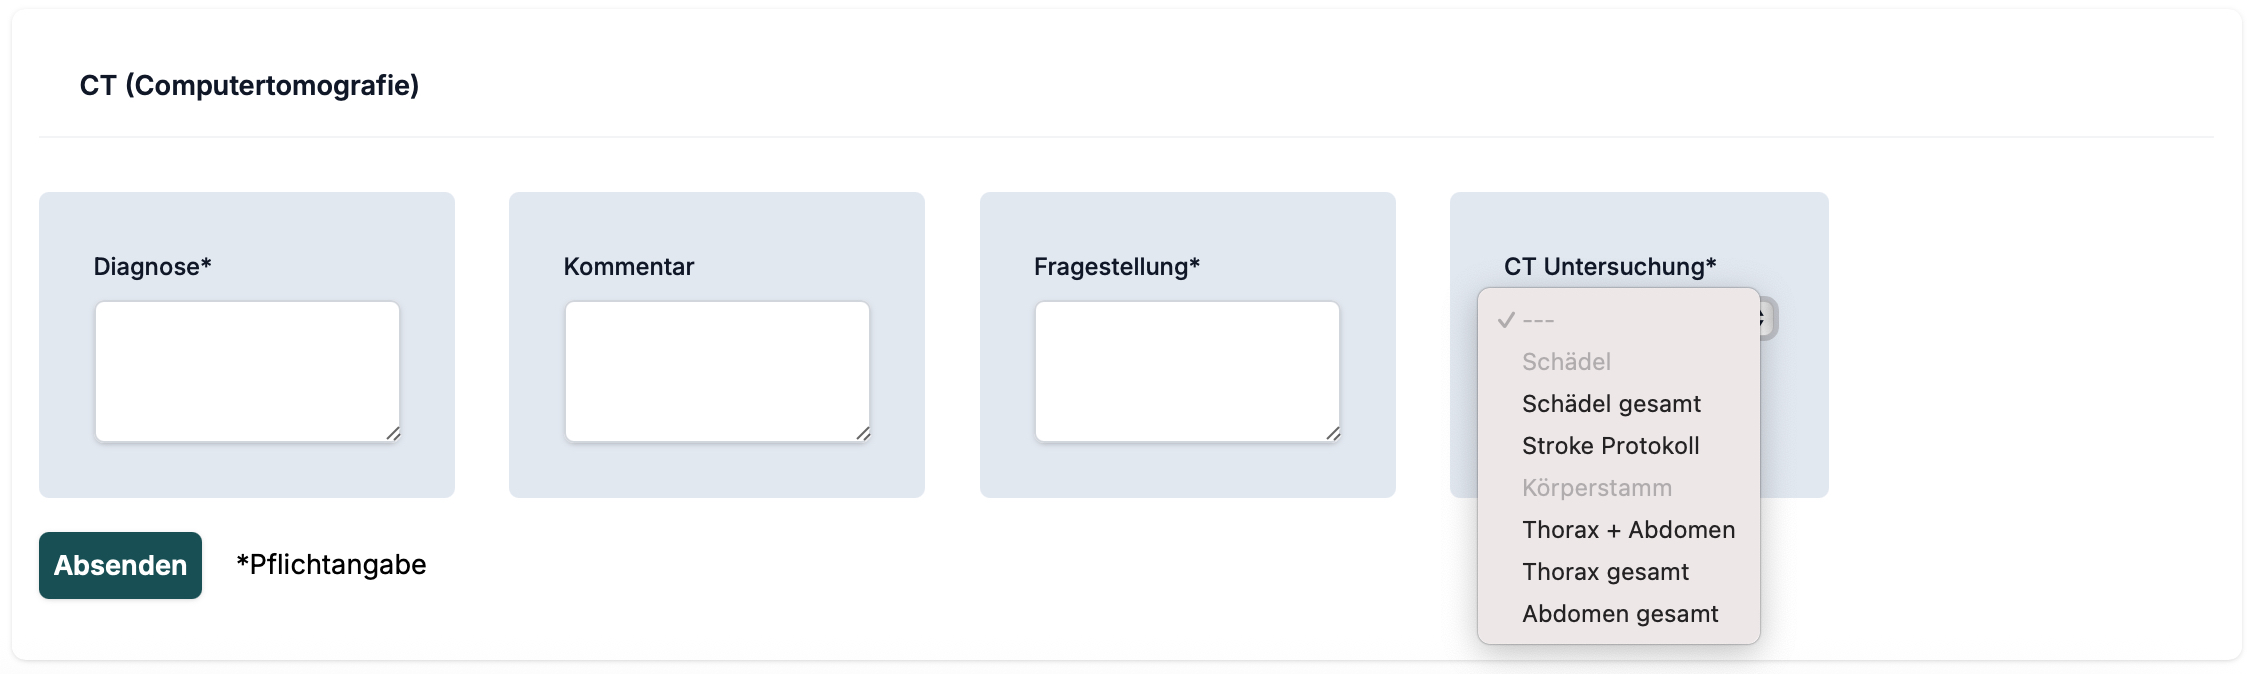 CT (Computertomografie)
Diagnose*
Kommentar
Fragestellung*
CT Untersuchung*
---
Schädel
Schädel gesamt
Stroke Protokoll
Körperstamm
Thorax + Abdomen
Thorax gesamt
Abdomen gesamt
Absenden
*Pflichtangabe